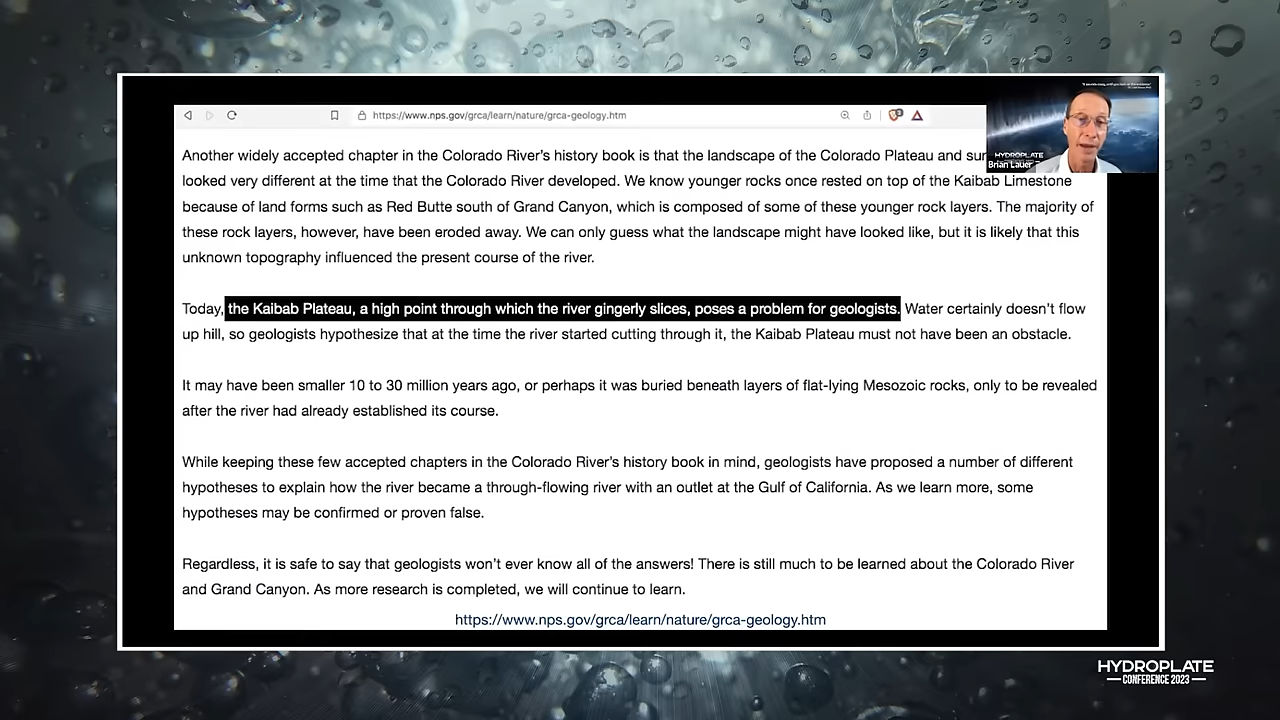 https://www.nps.gov/grca/learn/nature/grca-geology.htm
HYDROPLATE
Brian Lauer
Another widely accepted chapter in the Colorado River's history book is that the landscape of the Colorado Plateau and
looked very different at the time that the Colorado River developed. We know younger rocks once rested on top of the Kaibab Limestone
because of land forms such as Red Butte south of Grand Canyon, which is composed of some of these younger rock layers. The majority of
these rock layers, however, have been eroded away. We can only guess what the landscape might have looked like, but it is likely that this
unknown topography influenced the present course of the river.
Today, the Kaibab Plateau, a high point through which the river gingerly slices, poses a problem for geologists. Water certainly doesn't flow
up hill, so geologists hypothesize that at the time the river started cutting through it, the Kaibab Plateau must not have been an obstacle.
It may have been smaller 10 to 30 million years ago, or perhaps it was buried beneath layers of flat-lying Mesozoic rocks, only to be revealed
after the river had already established its course.
While keeping these few accepted chapters in the Colorado River's history book in mind, geologists have proposed a number of different
hypotheses to explain how the river became a through-flowing river with an outlet at the Gulf of California. As we learn more, some
hypotheses may be confirmed or proven false.
Regardless, it is safe to say that geologists won't ever know all of the answers! There is still much to be learned about the Colorado River
and Grand Canyon. As more research is completed, we will continue to learn.
https://www.nps.gov/grca/learn/nature/grca-geology.htm
HYDROPLATE
CONFERENCE 2023